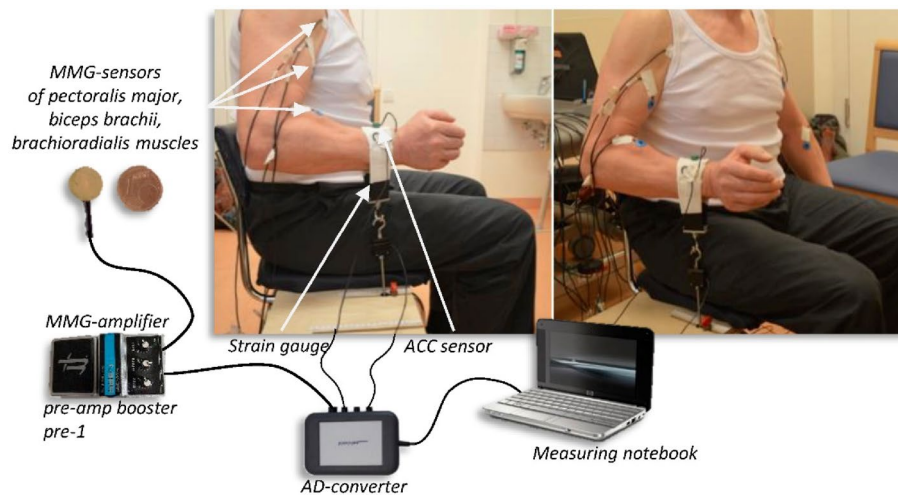 MMG-sensors
of pectoralis major,
biceps brachii,
brachioradialis muscles
MMG-amplifier
pre-amp booster
pre-1
Strain gauge
ACC sensor
AD-converter
Measuring notebook